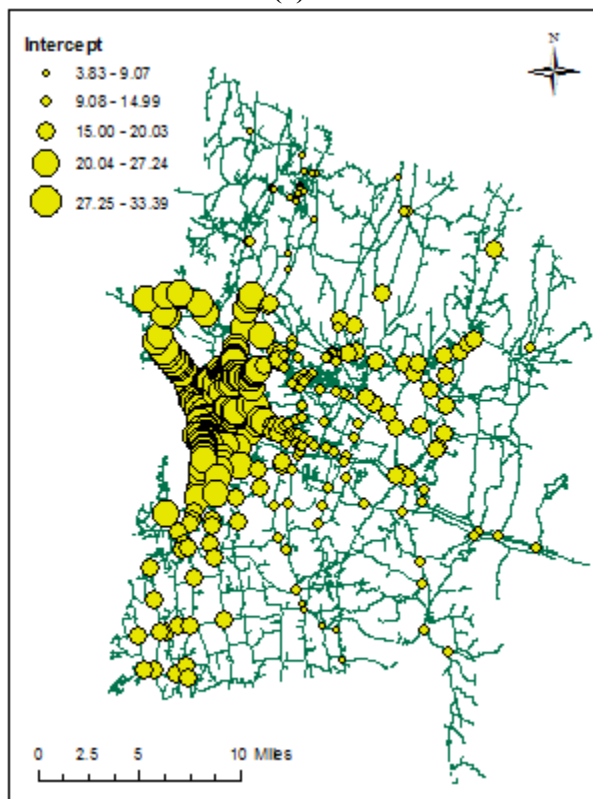 Intercept
N
3.83 - 9.07
9.08 - 14.99
15.00 - 20.03
20.04 - 27.24
27.25 - 33.39
0 2.5 5 10 Miles